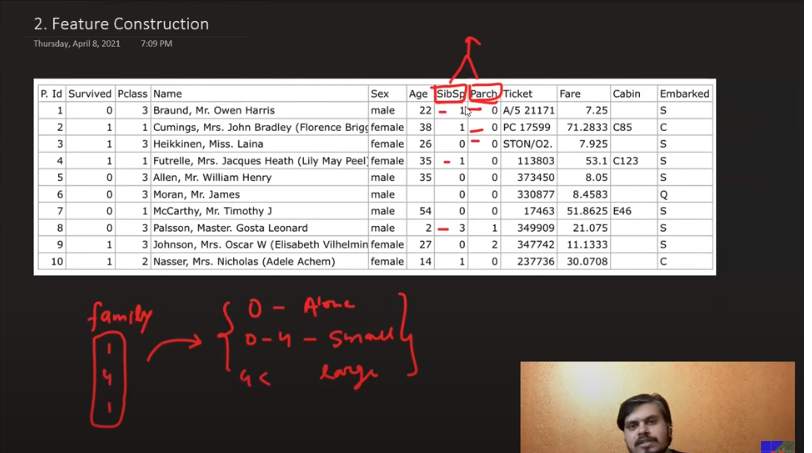 2. Feature Construction
Thursday, April 8, 2021 7:09 PM
P. Id Survived Pclass Name Sex Age SibSp Parch Ticket Fare Cabin Embarked
1 0 3 Braund, Mr. Owen Harris male 22 1 0 A/5 21171 7.25 S
2 1 1 Cumings, Mrs. John Bradley (Florence Brigg female 38 1 0 PC 17599 71.2833 C85 C
3 1 3 Heikkinen, Miss. Laina female 26 0 0 STON/O2. 7.925 S
4 1 1 Futrelle, Mrs. Jacques Heath (Lily May Peel) female 35 1 0 113803 53.1 C123 S
5 0 3 Allen, Mr. William Henry male 35 0 0 373450 8.05 S
6 0 3 Moran, Mr. James male 0 0 330877 8.4583 Q
7 0 1 McCarthy, Mr. Timothy J male 54 0 0 17463 51.8625 E46 S
8 0 3 Palsson, Master. Gosta Leonard male 2 3 1 349909 21.075 S
9 1 3 Johnson, Mrs. Oscar W (Elisabeth Vilhelmin female 27 0 2 347742 11.1333 S
10 1 2 Nasser, Mrs. Nicholas (Adele Achem) female 14 1 0 237736 30.0708 C
family
1
4
1
0 - Alone
0-4 - Small
4< large